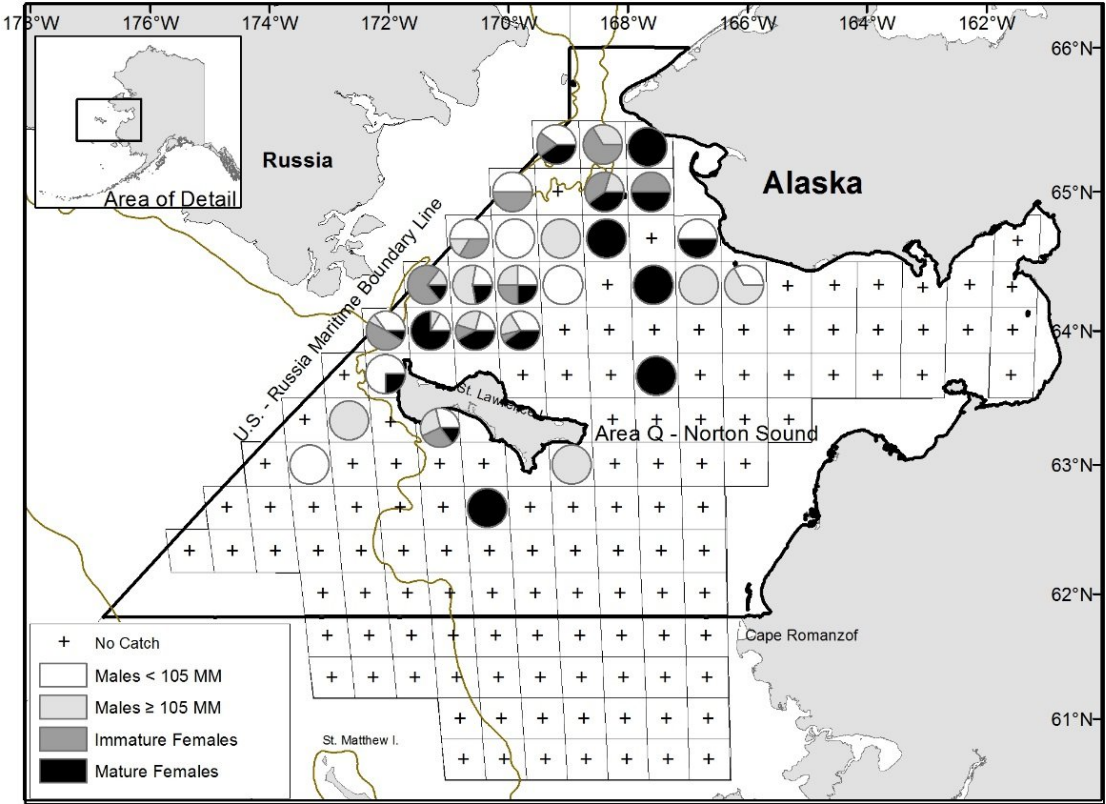 178°W 176°W 174°W 172°W 170°W 168°W 166°W 164°W 162°W
66°N
Russia
Area of Detail
Alaska
65°N
U.S. - Russia Maritime Boundary Line
64°N
St. Lawrence I.
Area Q - Norton Sound
63°N
62°N
Cape Romanzof
61°N
St. Matthew I.
+ No Catch
Males < 105 MM
Males ≥ 105 MM
Immature Females
Mature Females